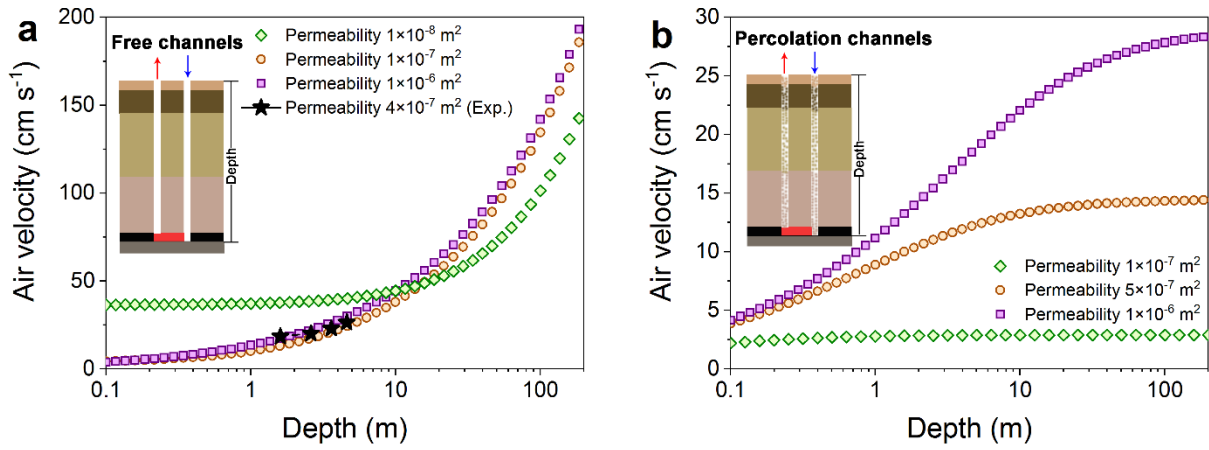 a
Free channels
Depth
Permeability 1×10⁻⁸ m²
Permeability 1×10⁻⁷ m²
Permeability 1×10⁻⁶ m²
Permeability 4×10⁻⁷ m² (Exp.)
Air velocity (cm s⁻¹)
200
150
100
50
0
0.1 1 10 100
Depth (m)
b
Percolation channels
Depth
Permeability 1×10⁻⁷ m²
Permeability 5×10⁻⁷ m²
Permeability 1×10⁻⁶ m²
Air velocity (cm s⁻¹)
30
25
20
15
10
5
0
0.1 1 10 100
Depth (m)